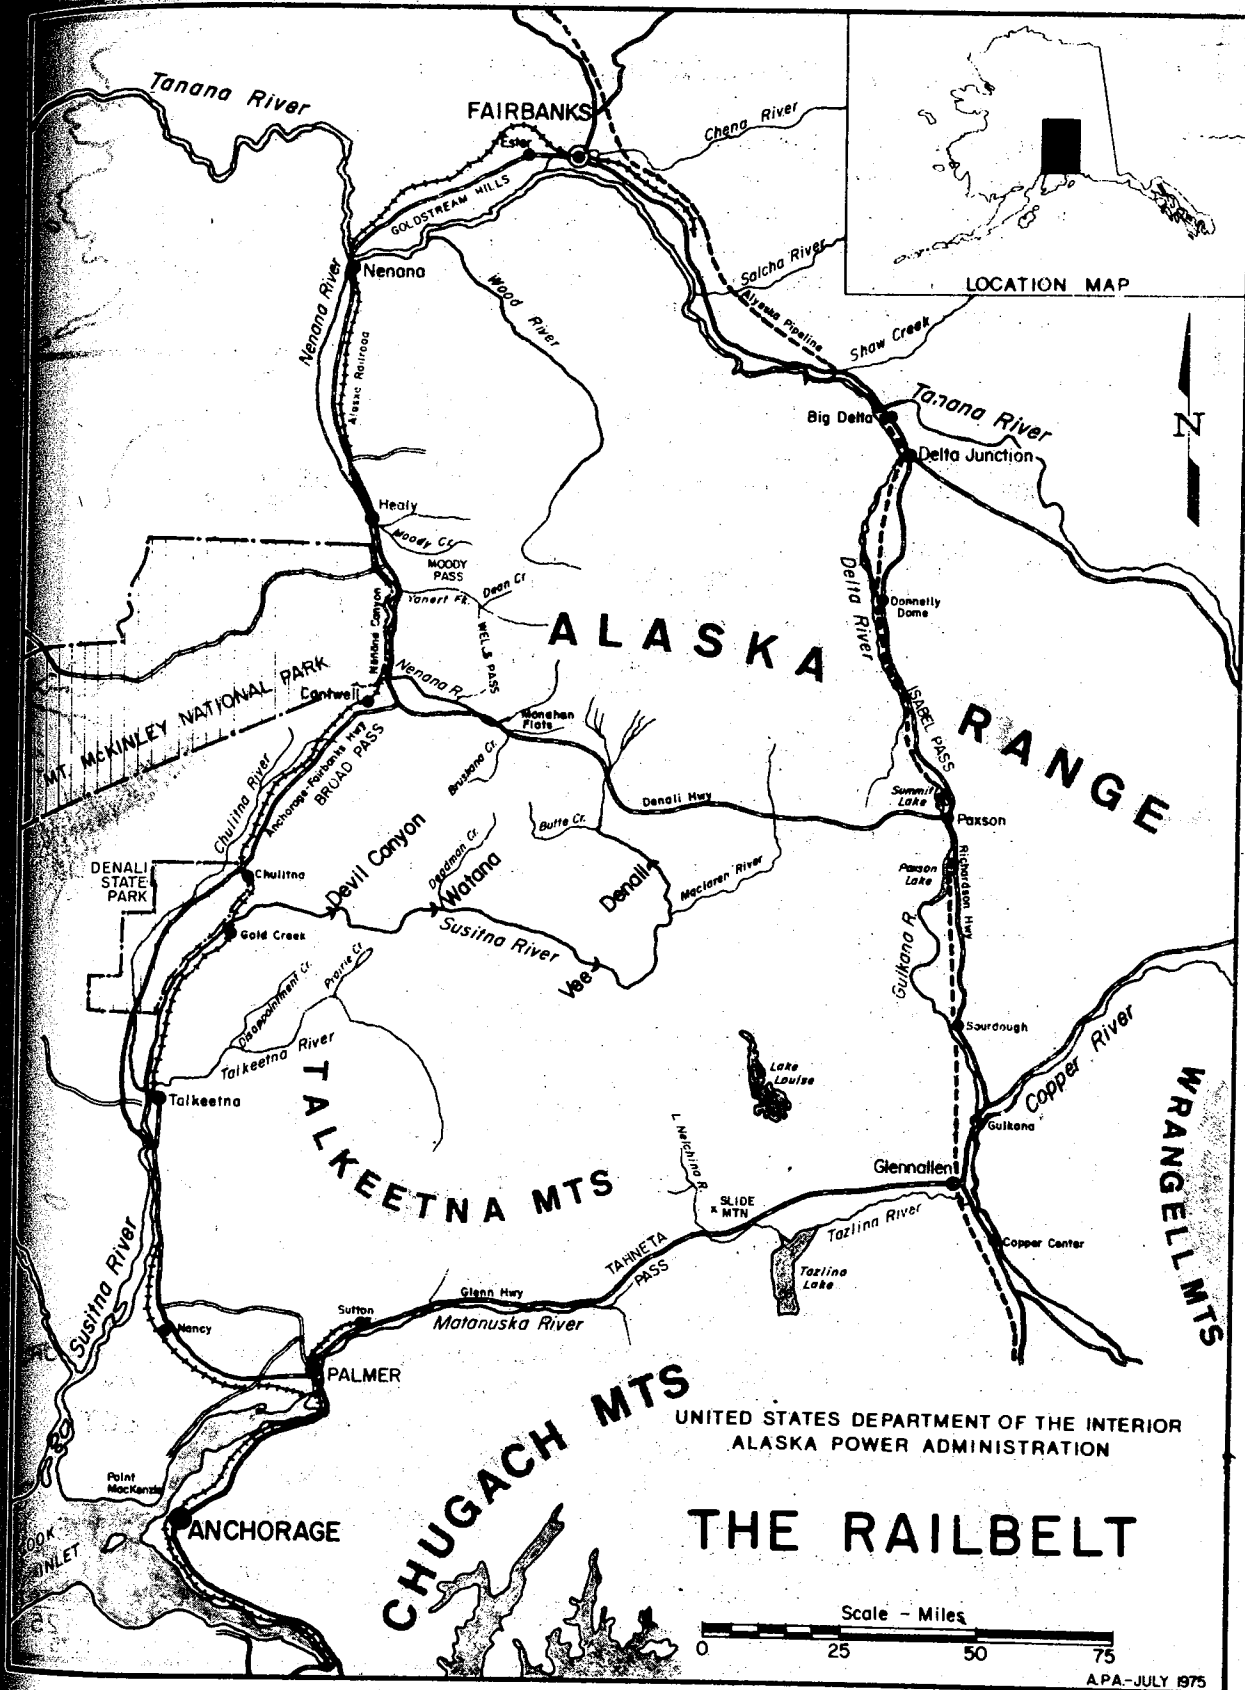 Tanana River
FAIRBANKS
Ester
Chena River
GOLDSTREAM HILLS
Nenana
Nenana River
Alaska Railroad
Wood River
Salcha River
Alyeska Pipeline
Shaw Creek
LOCATION MAP
N
Big Delta
Tanana River
Delta Junction
Healy
Moody Cr.
MOODY
PASS
Yanert Fk.
Dean Cr
WELLS PASS
Nenana Canyon
Nenana R.
Delta River
Donnelly
Dome
ALASKA
RANGE
ISABEL PASS
MT. McKINLEY NATIONAL PARK
Cantwell
Monahan
Flats
Brushana Cr.
Anchorage-Fairbanks Hwy
BROAD PASS
Chulitna River
Denali Hwy
Summit
Lake
Paxson
Butte Cr.
Deadman Cr.
Devil Canyon
Watana
Denali
Maclaren River
Paxson
Lake
Richardson Hwy
DENALI
STATE
PARK
Chulitna
Gold Creek
Susitna River
Vee
Gulkana R.
Disappointment Cr.
Prairie Cr
Talkeetna River
Talkeetna
Sourdough
Copper River
Lake
Louise
Gulkana
TALKEETNA MTS
WRANGELL MTS
L. Nelchina R.
Glennallen
SLIDE
MTN
Tazlina River
Copper Center
TAHNETA
PASS
Tazlina
Lake
Susitna River
Glenn Hwy
Sutton
Matanuska River
Nancy
PALMER
CHUGACH MTS
UNITED STATES DEPARTMENT OF THE INTERIOR
ALASKA POWER ADMINISTRATION
Point
MacKenzie
ANCHORAGE
COOK
INLET
THE RAILBELT
Scale - Miles
0 25 50 75
A.P.A.-JULY 1975